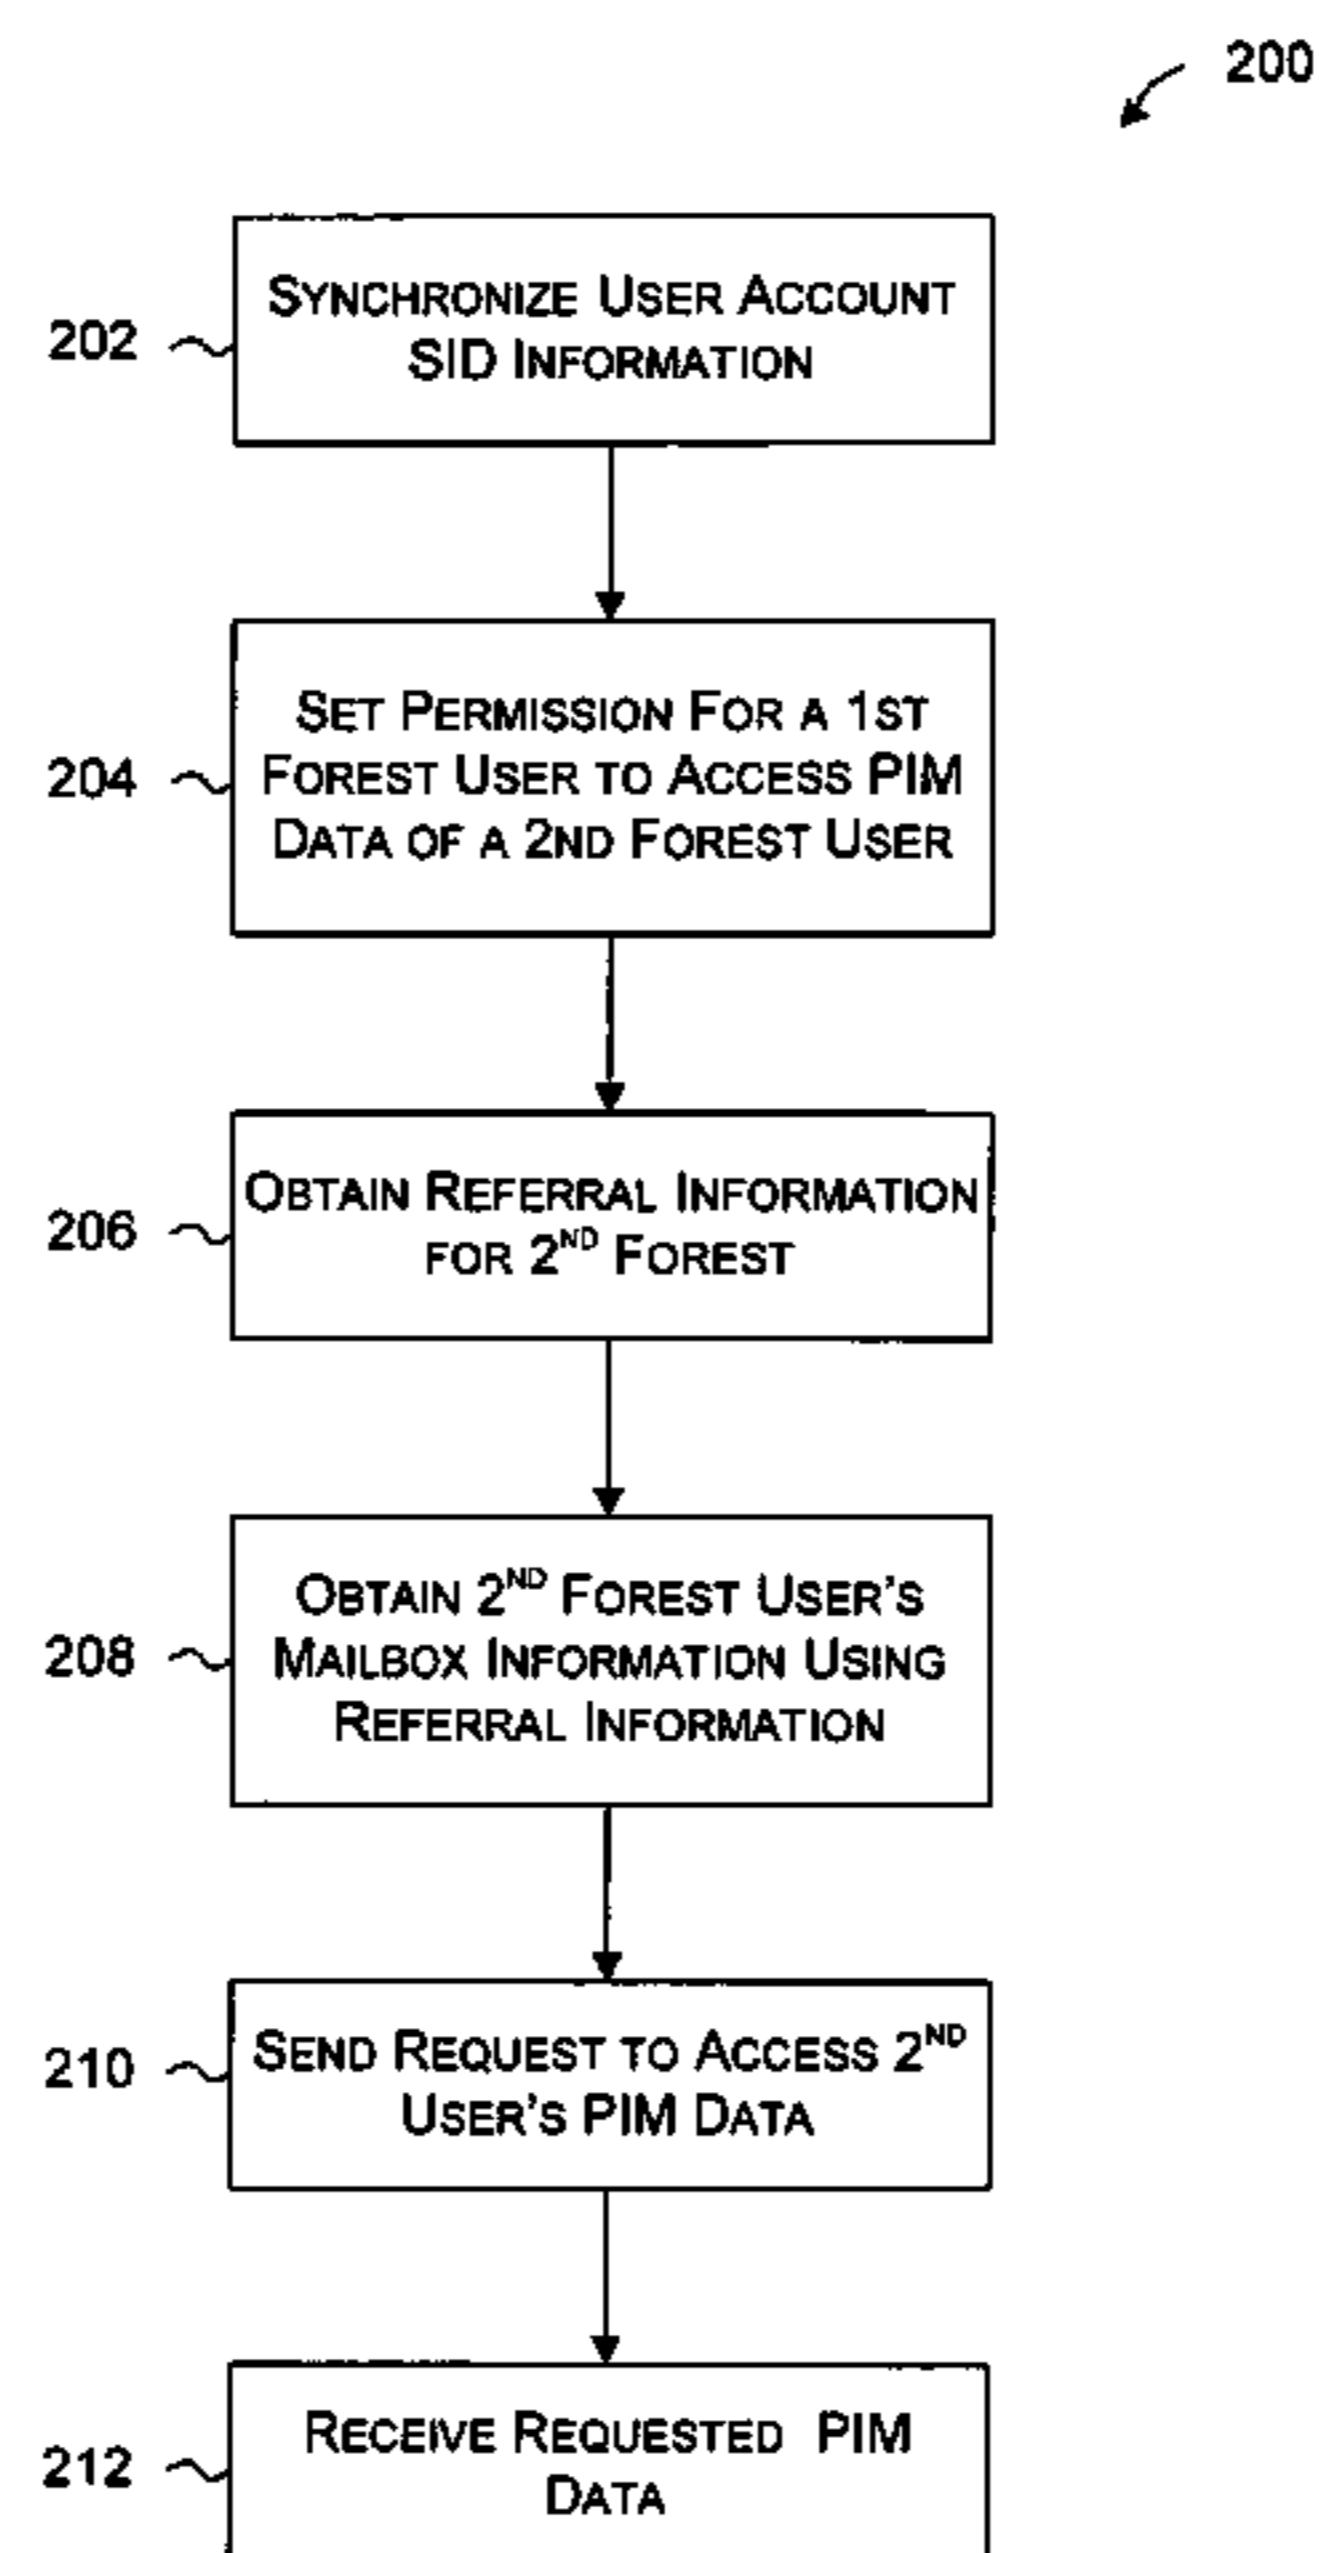 200
202
SYNCHRONIZE USER ACCOUNT
SID INFORMATION
204
SET PERMISSION FOR A 1ST
FOREST USER TO ACCESS PIM
DATA OF A 2ND FOREST USER
206
OBTAIN REFERRAL INFORMATION
FOR 2ND FOREST
208
OBTAIN 2ND FOREST USER'S
MAILBOX INFORMATION USING
REFERRAL INFORMATION
210
SEND REQUEST TO ACCESS 2ND
USER'S PIM DATA
212
RECEIVE REQUESTED PIM
DATA